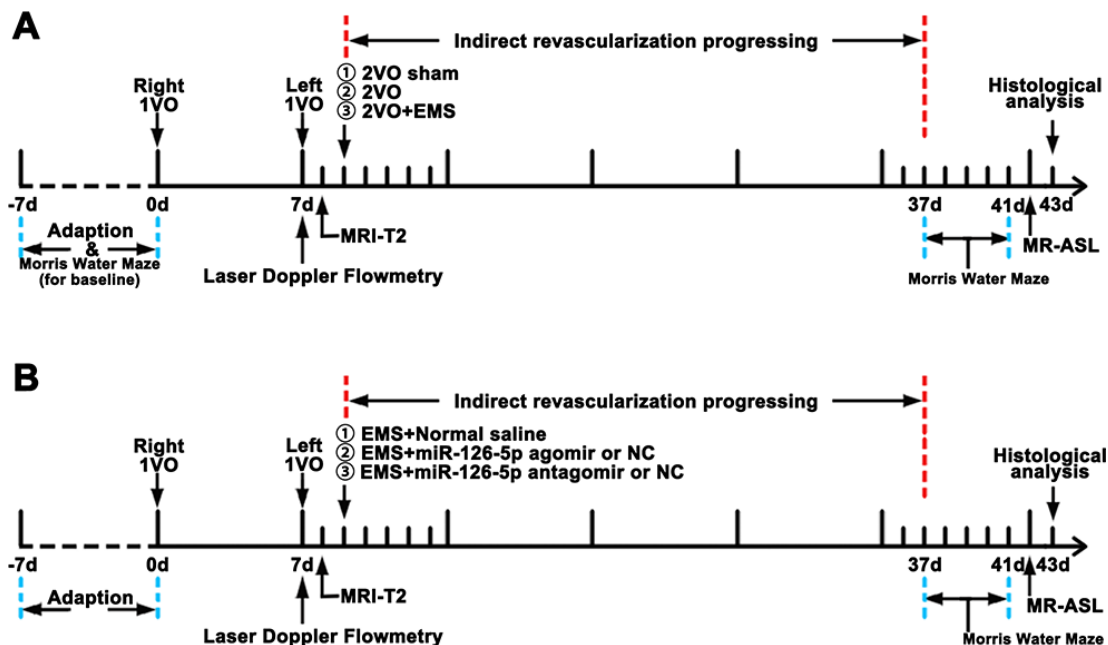 A
Indirect revascularization progressing
Right
1VO
Left
1VO
① 2VO sham
② 2VO
③ 2VO+EMS
Histological
analysis
-7d
0d
7d
37d
41d
43d
Adaption
&
Morris Water Maze
(for baseline)
MRI-T2
Laser Doppler Flowmetry
MR-ASL
Morris Water Maze
B
Indirect revascularization progressing
Right
1VO
Left
1VO
① EMS+Normal saline
② EMS+miR-126-5p agomir or NC
③ EMS+miR-126-5p antagomir or NC
Histological
analysis
-7d
0d
7d
37d
41d
43d
Adaption
MRI-T2
Laser Doppler Flowmetry
MR-ASL
Morris Water Maze